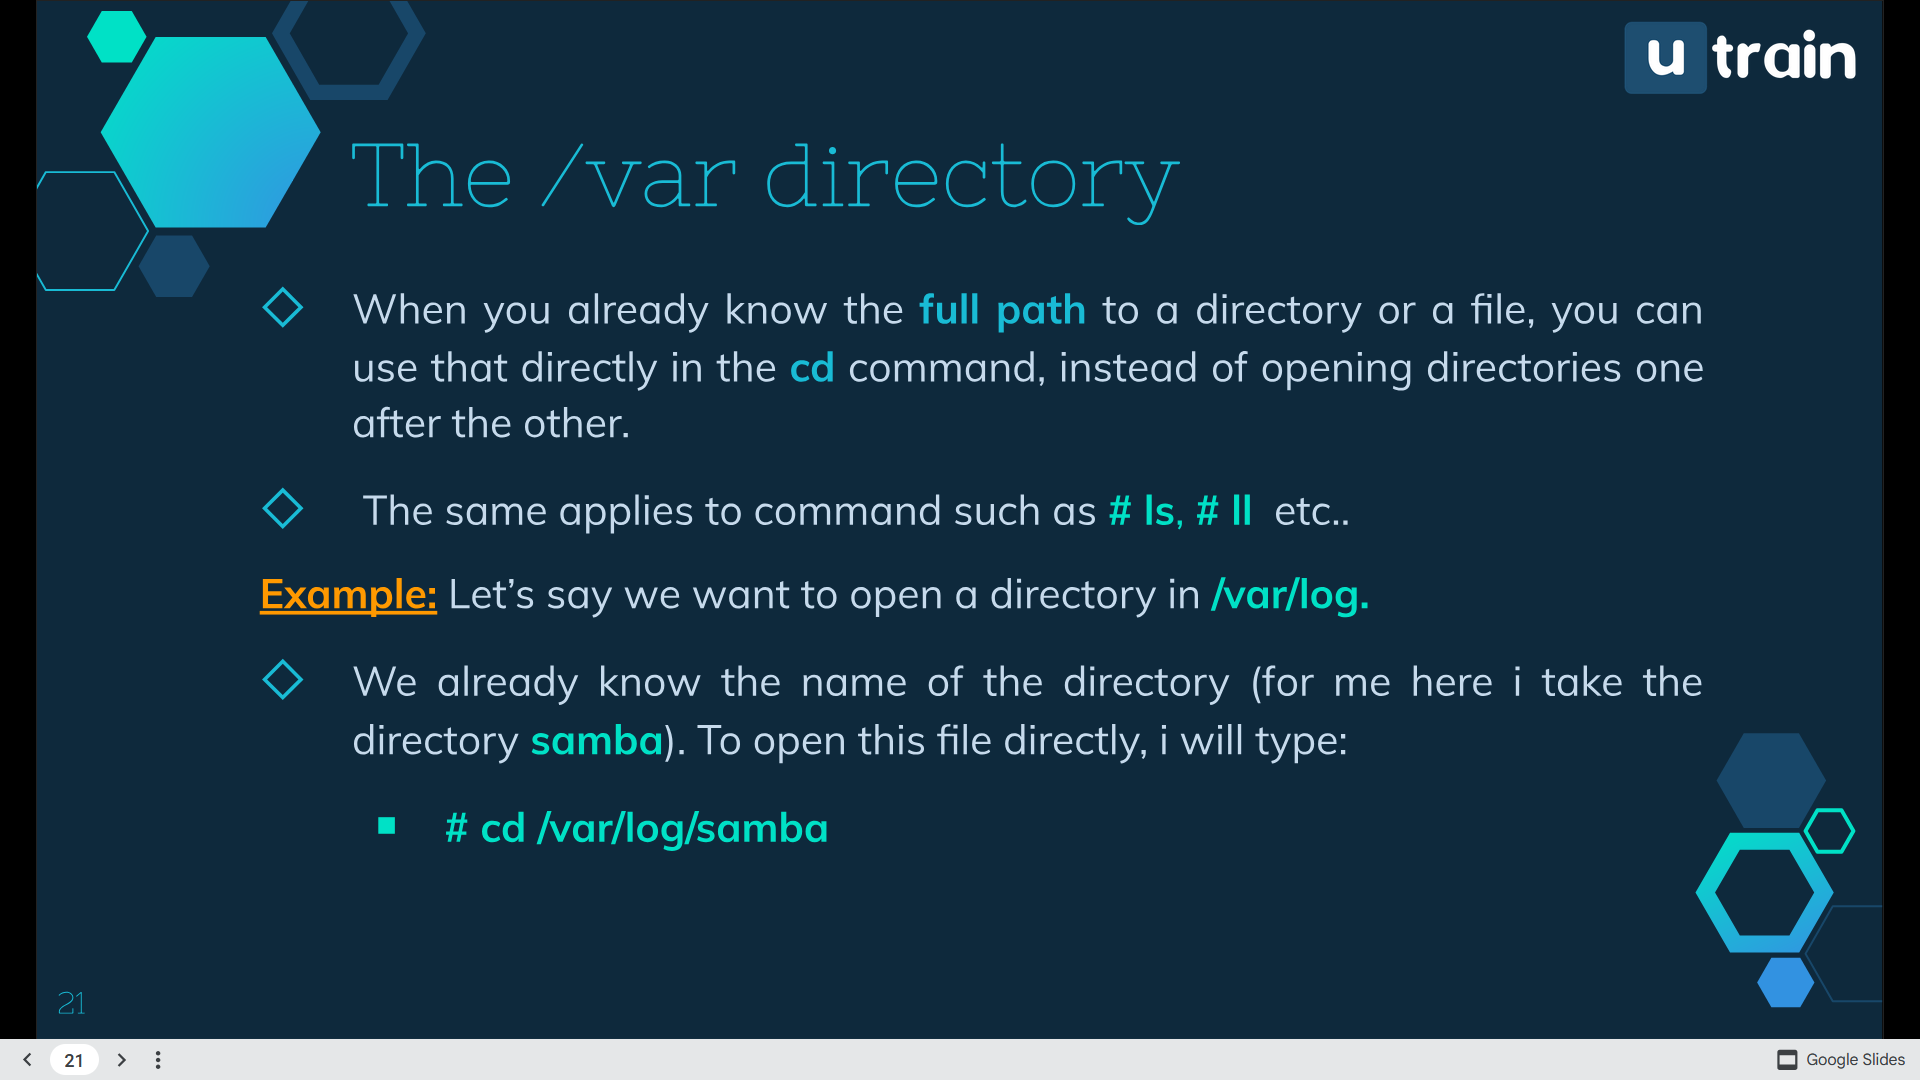 u train
The /var directory
When you already know the full path to a directory or a file, you can
use that directly in the cd command, instead of opening directories one
after the other.
The same applies to command such as # ls, # ll etc..
Example: Let’s say we want to open a directory in /var/log.
We already know the name of the directory (for me here i take the
directory samba). To open this file directly, i will type:
# cd /var/log/samba
21
21
Google Slides